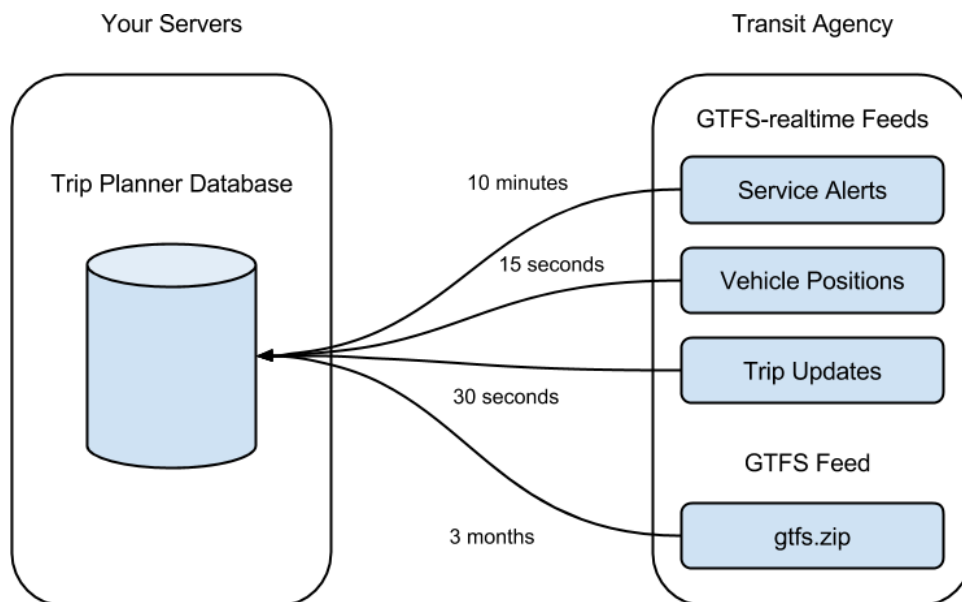 Your Servers
Transit Agency
Trip Planner Database
GTFS-realtime Feeds
Service Alerts
Vehicle Positions
Trip Updates
GTFS Feed
gtfs.zip
10 minutes
15 seconds
30 seconds
3 months